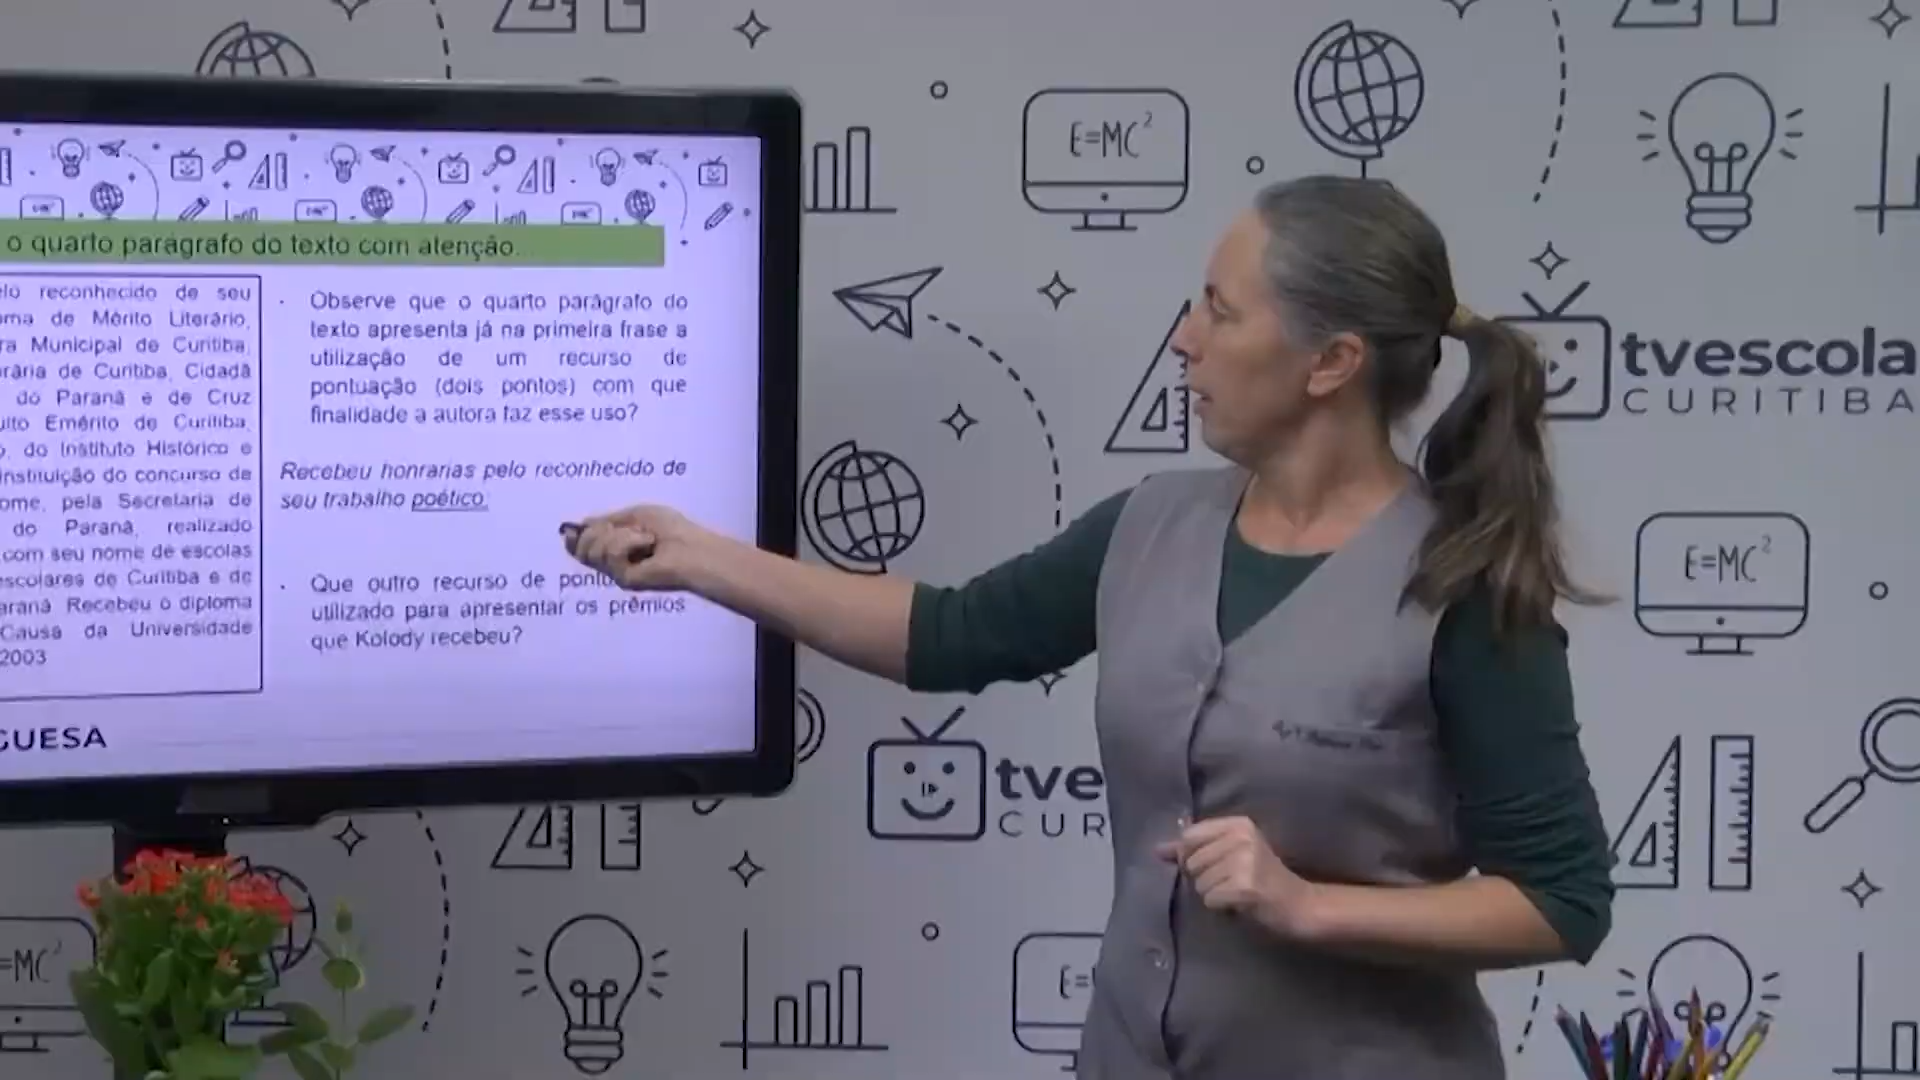 o quarto parágrafo do texto com atenção...
elo reconhecido de seu
oma de Mérito Literário,
ra Municipal de Curitiba,
orária de Curitiba, Cidadã
do Paraná e de Cruz
ulto Emérito de Curitiba,
o, do Instituto Histórico e
instituição do concurso de
ome, pela Secretaria de
do Paraná, realizado
com seu nome de escolas
escolares de Curitiba e de
araná Recebeu o diploma
Causa da Universidade
2003
· Observe que o quarto parágrafo do
texto apresenta já na primeira frase a
utilização de um recurso de
pontuação (dois pontos) com que
finalidade a autora faz esse uso?
Recebeu honrarias pelo reconhecido de
seu trabalho poético:
· Que outro recurso de pontu
utilizado para apresentar os prêmios
que Kolody recebeu?
GUESA
E=MC²
tvescola
CURITIBA
E=MC²
tve
CUR
=MC²
E=